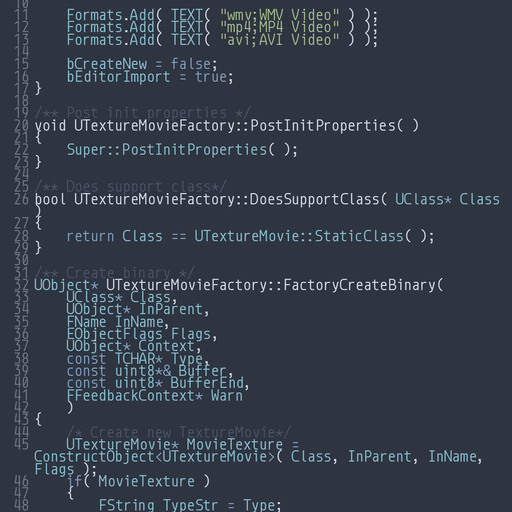 10
11     Formats.Add( TEXT( "wmv;WMV Video" ) );
12     Formats.Add( TEXT( "mp4;MP4 Video" ) );
13     Formats.Add( TEXT( "avi;AVI Video" ) );
14
15     bCreateNew = false;
16     bEditorImport = true;
17 }
18
19 /** Post init properties */
20 void UTextureMovieFactory::PostInitProperties( )
21 {
22     Super::PostInitProperties( );
23 }
24
25 /** Does support class*/
26 bool UTextureMovieFactory::DoesSupportClass( UClass* Class
)
27 {
28     return Class == UTextureMovie::StaticClass( );
29 }
30
31 /** Create binary */
32 UObject* UTextureMovieFactory::FactoryCreateBinary(
33     UClass* Class,
34     UObject* InParent,
35     FName InName,
36     EObjectFlags Flags,
37     UObject* Context,
38     const TCHAR* Type,
39     const uint8*& Buffer,
40     const uint8* BufferEnd,
41     FFeedbackContext* Warn
42     )
43 {
44     /* Create new TextureMovie*/
45     UTextureMovie* MovieTexture =
ConstructObject<UTextureMovie>( Class, InParent, InName,
Flags );
46     if( MovieTexture )
47     {
48         FString TypeStr = Type;